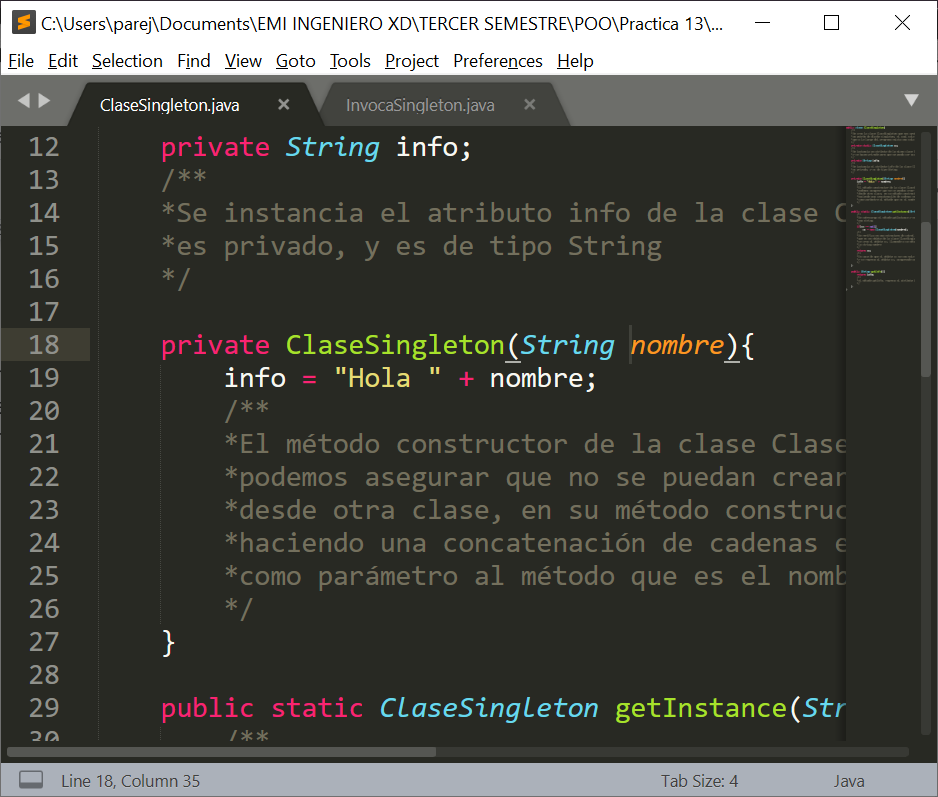 C:\Users\parej\Documents\EMI INGENIERO XD\TERCER SEMESTRE\POO\Practica 13\...
File Edit Selection Find View Goto Tools Project Preferences Help
ClaseSingleton.java InvocaSingleton.java
12 private String info;
13 /**
14 *Se instancia el atributo info de la clase C
15 *es privado, y es de tipo String
16 */
17
18 private ClaseSingleton(String nombre){
19 info = "Hola " + nombre;
20 /**
21 *El método constructor de la clase Clase
22 *podemos asegurar que no se puedan crear
23 *desde otra clase, en su método construc
24 *haciendo una concatenación de cadenas e
25 *como parámetro al método que es el nomb
26 */
27 }
28
29 public static ClaseSingleton getInstance(Str
30 /**
Line 18, Column 35 Tab Size: 4 Java